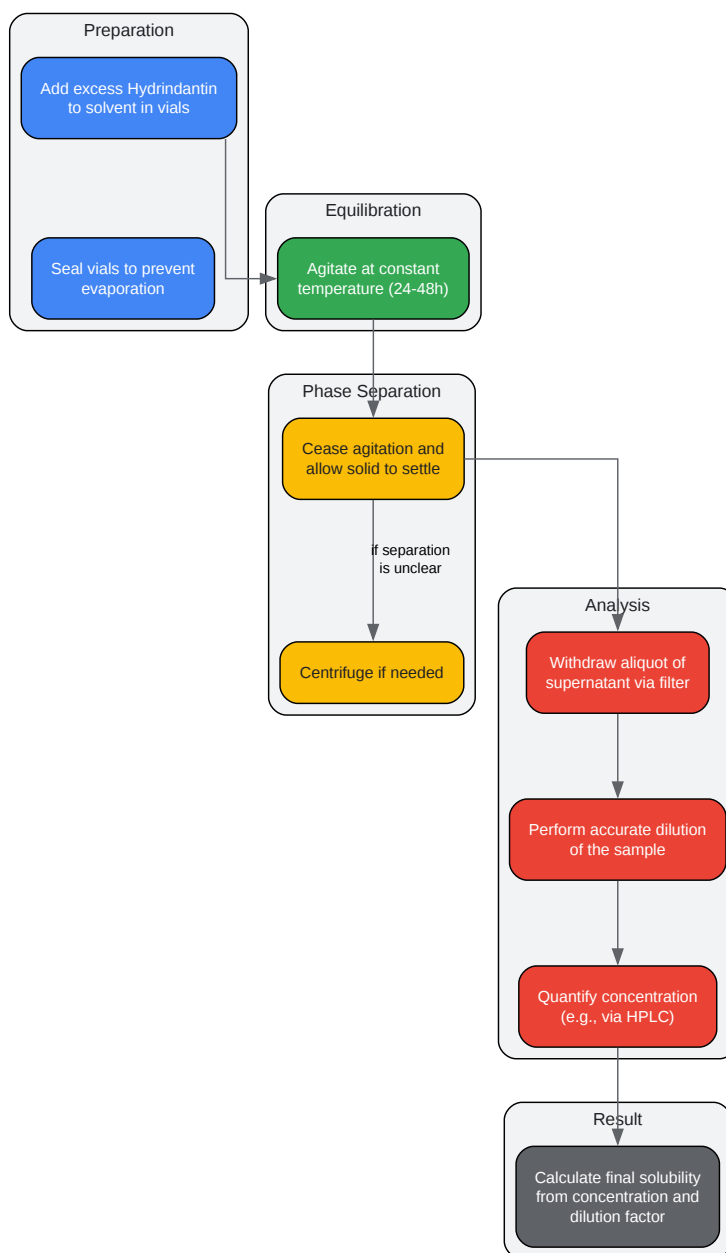 Preparation
Add excess Hydrindantin
to solvent in vials
Seal vials to prevent
evaporation
Equilibration
Agitate at constant
temperature (24-48h)
Phase Separation
Cease agitation and
allow solid to settle
if separation
is unclear
Centrifuge if needed
Analysis
Withdraw aliquot of
supernatant via filter
Perform accurate dilution
of the sample
Quantify concentration
(e.g., via HPLC)
Result
Calculate final solubility
from concentration and
dilution factor